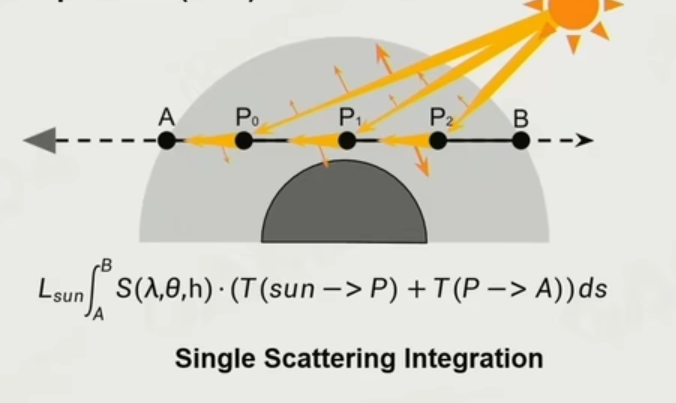 A P₀ P₁ P₂ B
L_sun ∫_A^B S(λ,θ,h)·(T(sun −> P) + T(P −> A))ds
Single Scattering Integration